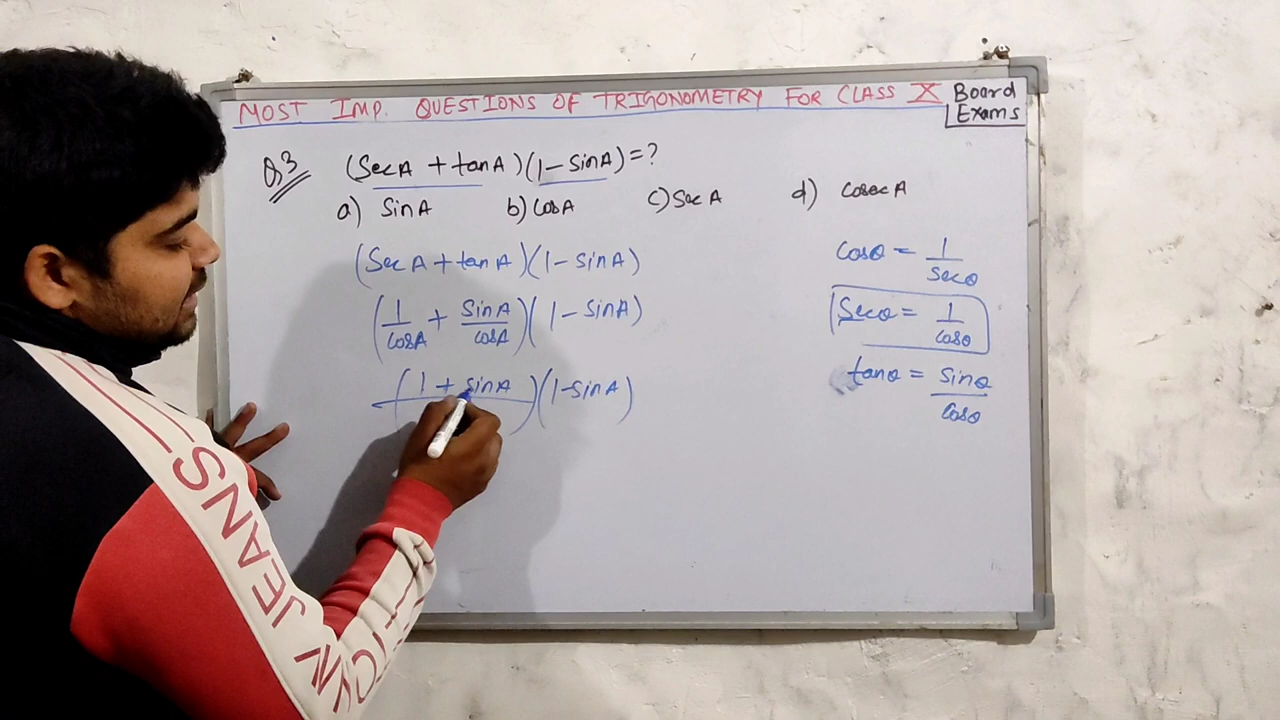 MOST IMP. QUESTIONS OF TRIGONOMETRY FOR CLASS X Board Exams
Q3 (SecA + tanA)(1-SinA)=?
a) SinA b) CosA c) SecA d) CosecA
(SecA + tanA)(1-SinA)
(1/CosA + SinA/CosA)(1-SinA)
(1 + SinA)(1-SinA)
Cosθ = 1/Secθ
Secθ = 1/Cosθ
tanθ = Sinθ/Cosθ
JEANS